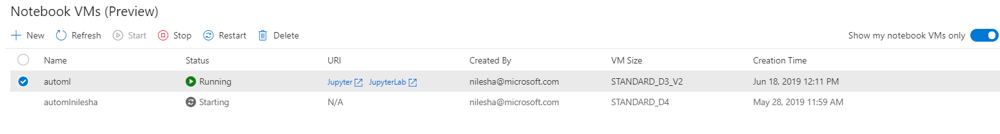 Notebook VMs (Preview)
New Refresh Start Stop Restart Delete Show my notebook VMs only
Name Status URI Created By VM Size Creation Time
automl Running Jupyter JupyterLab nilesha@microsoft.com STANDARD_D3_V2 Jun 18, 2019 12:11 PM
automlnilesha Starting N/A nilesha@microsoft.com STANDARD_D4 May 28, 2019 11:59 AM